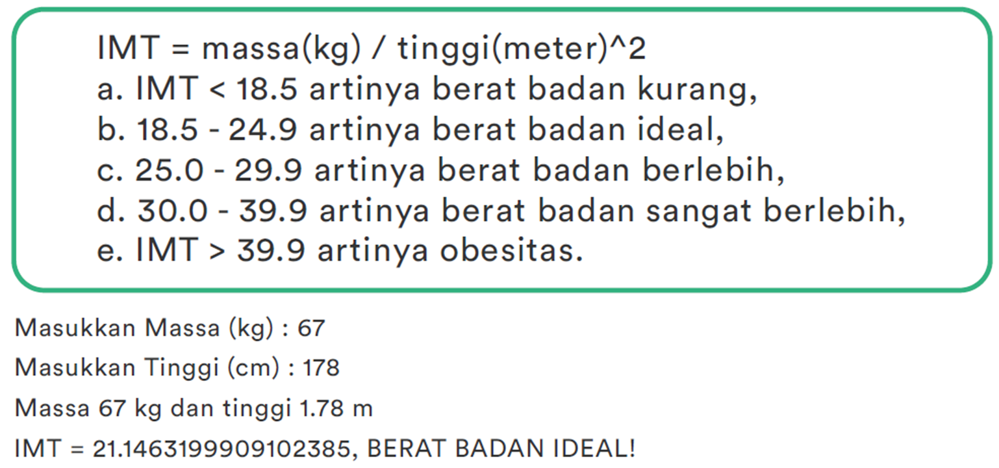 IMT = massa(kg) / tinggi(meter)^2
a. IMT < 18.5 artinya berat badan kurang,
b. 18.5 - 24.9 artinya berat badan ideal,
c. 25.0 - 29.9 artinya berat badan berlebih,
d. 30.0 - 39.9 artinya berat badan sangat berlebih,
e. IMT > 39.9 artinya obesitas.
Masukkan Massa (kg) : 67
Masukkan Tinggi (cm) : 178
Massa 67 kg dan tinggi 1.78 m
IMT = 21.1463199909102385, BERAT BADAN IDEAL!